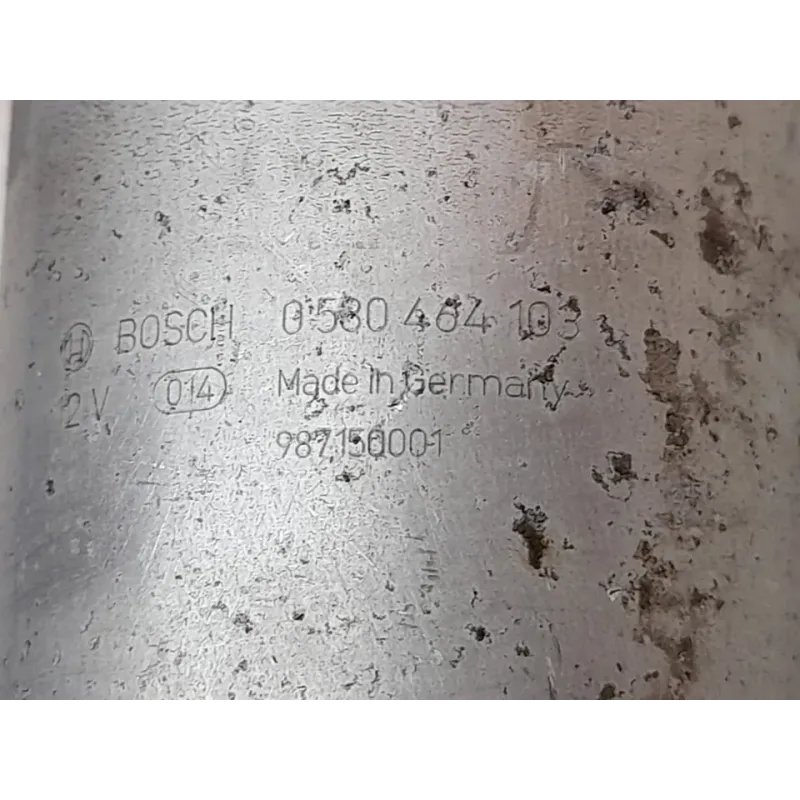 BOSCH 0 580 464 103
2V 014 Made in Germany
987150001